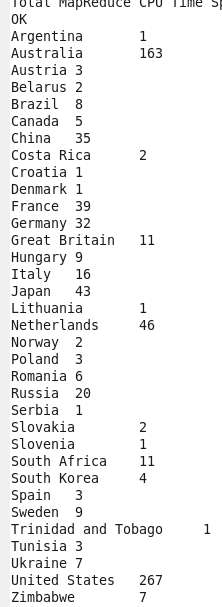 Total MapReduce CPU Time Sp
OK
Argentina 1
Australia 163
Austria 3
Belarus 2
Brazil 8
Canada 5
China 35
Costa Rica 2
Croatia 1
Denmark 1
France 39
Germany 32
Great Britain 11
Hungary 9
Italy 16
Japan 43
Lithuania 1
Netherlands 46
Norway 2
Poland 3
Romania 6
Russia 20
Serbia 1
Slovakia 2
Slovenia 1
South Africa 11
South Korea 4
Spain 3
Sweden 9
Trinidad and Tobago 1
Tunisia 3
Ukraine 7
United States 267
Zimbabwe 7